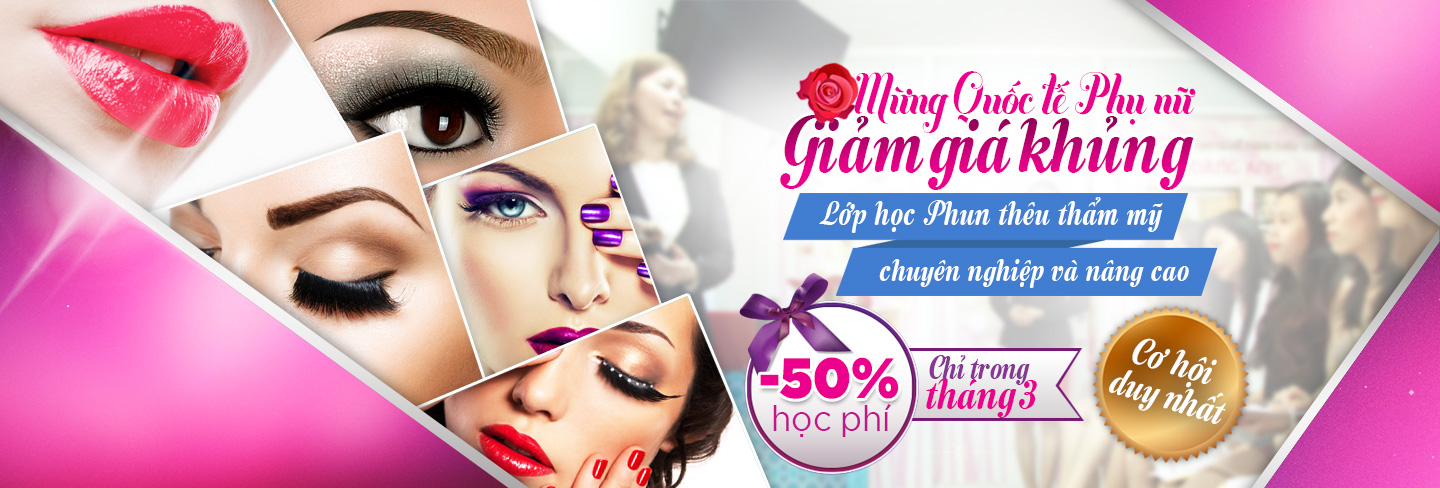 Mừng Quốc tế Phụ nữ
Giảm giá khủng
Lớp học Phun thêu thẩm mỹ
chuyên nghiệp và nâng cao
-50%
học phí
Chỉ trong
tháng 3
Cơ hội
duy nhất